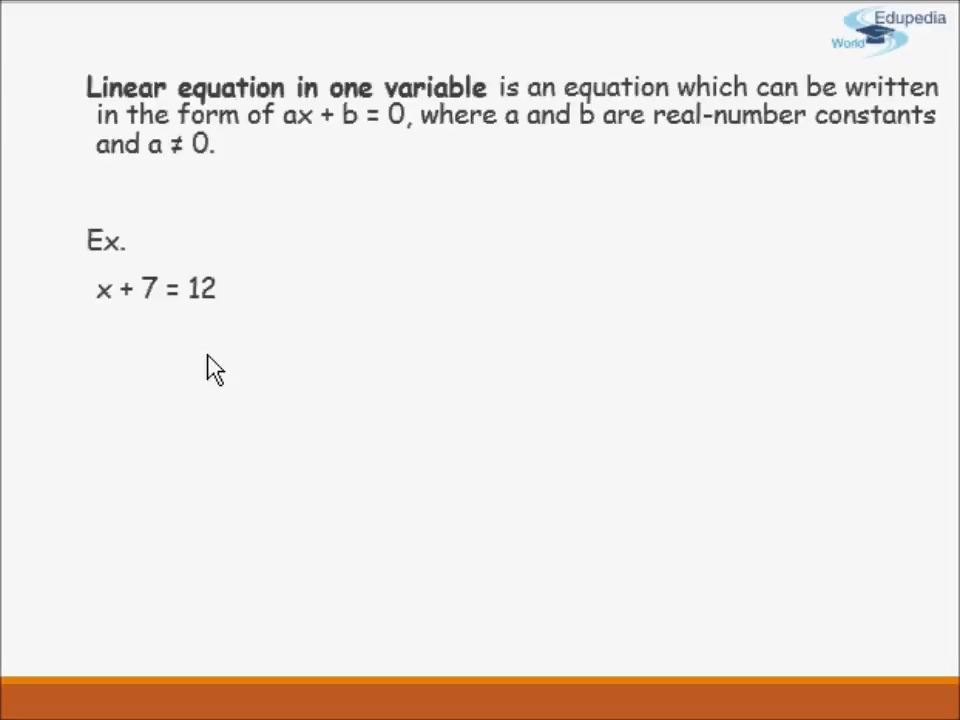 Edupedia
World
Linear equation in one variable is an equation which can be written
in the form of ax + b = 0, where a and b are real-number constants
and a ≠ 0.
Ex.
x + 7 = 12